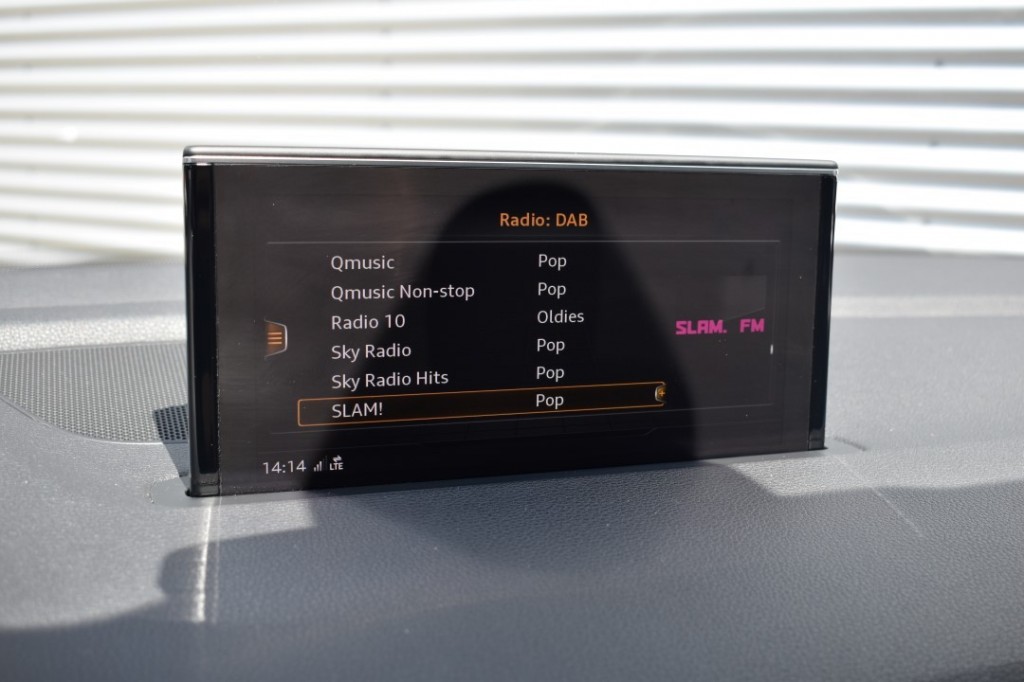 Radio: DAB
Qmusic Pop
Qmusic Non-stop Pop
Radio 10 Oldies
Sky Radio Pop
Sky Radio Hits Pop
SLAM! Pop
SLAM. FM
14:14 LTE